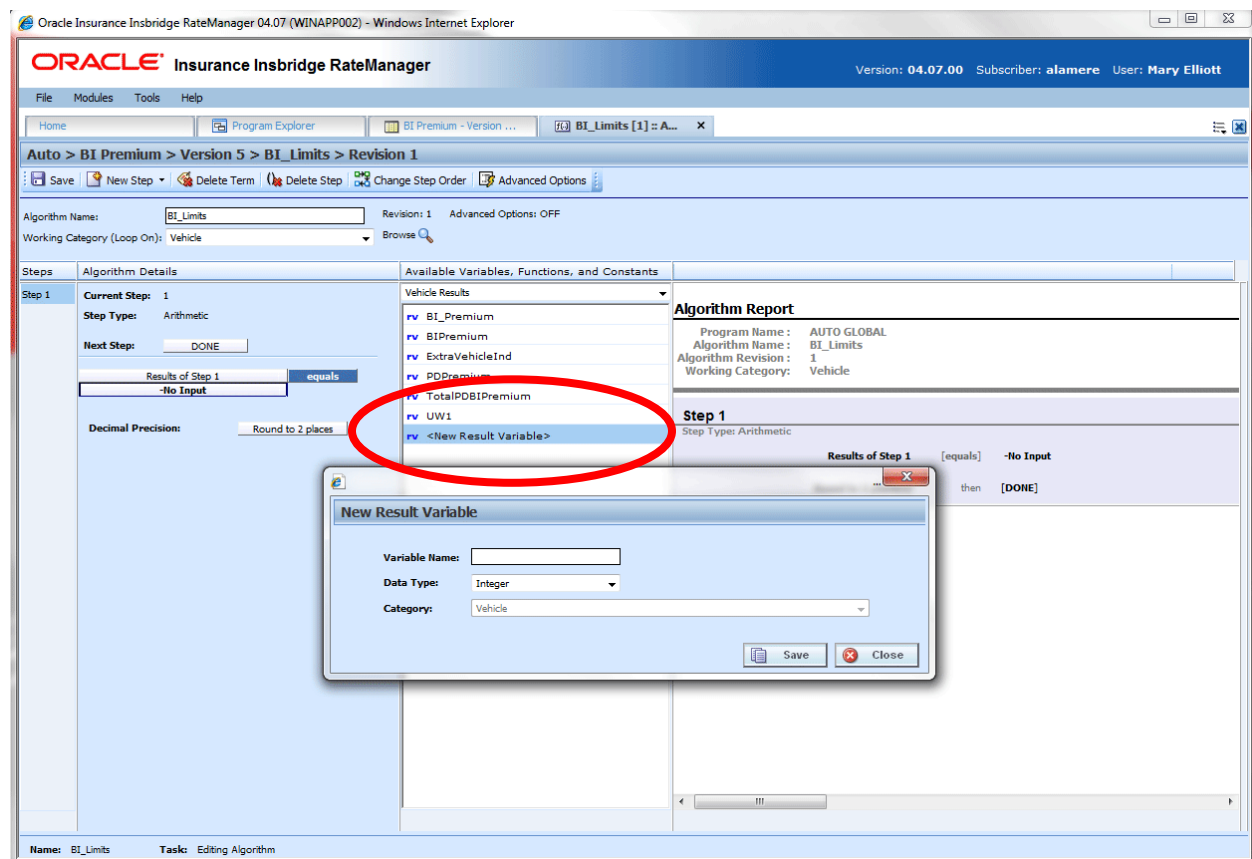 Oracle Insurance Insbridge RateManager 04.07 (WINAPP002) - Windows Internet Explorer
ORACLE Insurance Insbridge RateManager
Version: 04.07.00 Subscriber: alamere User: Mary Elliott
File Modules Tools Help
Home Program Explorer BI Premium - Version ... BI_Limits [1] :: A... X
Auto > BI Premium > Version 5 > BI_Limits > Revision 1
Save New Step Delete Term Delete Step Change Step Order Advanced Options
Algorithm Name: BI_Limits Revision: 1 Advanced Options: OFF
Working Category (Loop On): Vehicle Browse
Steps Algorithm Details Available Variables, Functions, and Constants
Step 1
Current Step: 1
Step Type: Arithmetic
Next Step: DONE
Results of Step 1 equals
-No Input
Decimal Precision: Round to 2 places
Vehicle Results
rv BI_Premium
rv BIPremium
rv ExtraVehicleInd
rv PDPremium
rv TotalPDBIPremium
rv UW1
rv <New Result Variable>
Algorithm Report
Program Name : AUTO GLOBAL
Algorithm Name : BI_Limits
Algorithm Revision : 1
Working Category: Vehicle
Step 1
Step Type: Arithmetic
Results of Step 1 [equals] -No Input
then [DONE]
...
New Result Variable
Variable Name:
Data Type: Integer
Category: Vehicle
Save Close
Name: BI_Limits Task: Editing Algorithm